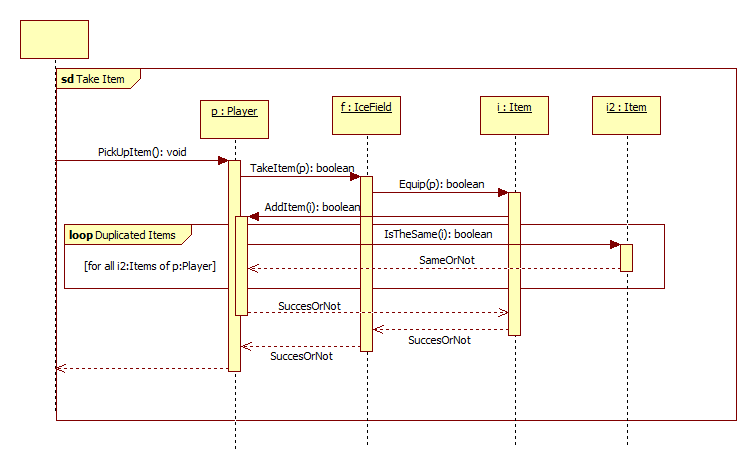 sd Take Item
p : Player
f : IceField
i : Item
i2 : Item
PickUpItem(): void
TakeItem(p): boolean
Equip(p): boolean
AddItem(i): boolean
loop Duplicated Items
IsTheSame(i): boolean
[for all i2:Items of p:Player]
SameOrNot
SuccesOrNot
SuccesOrNot
SuccesOrNot